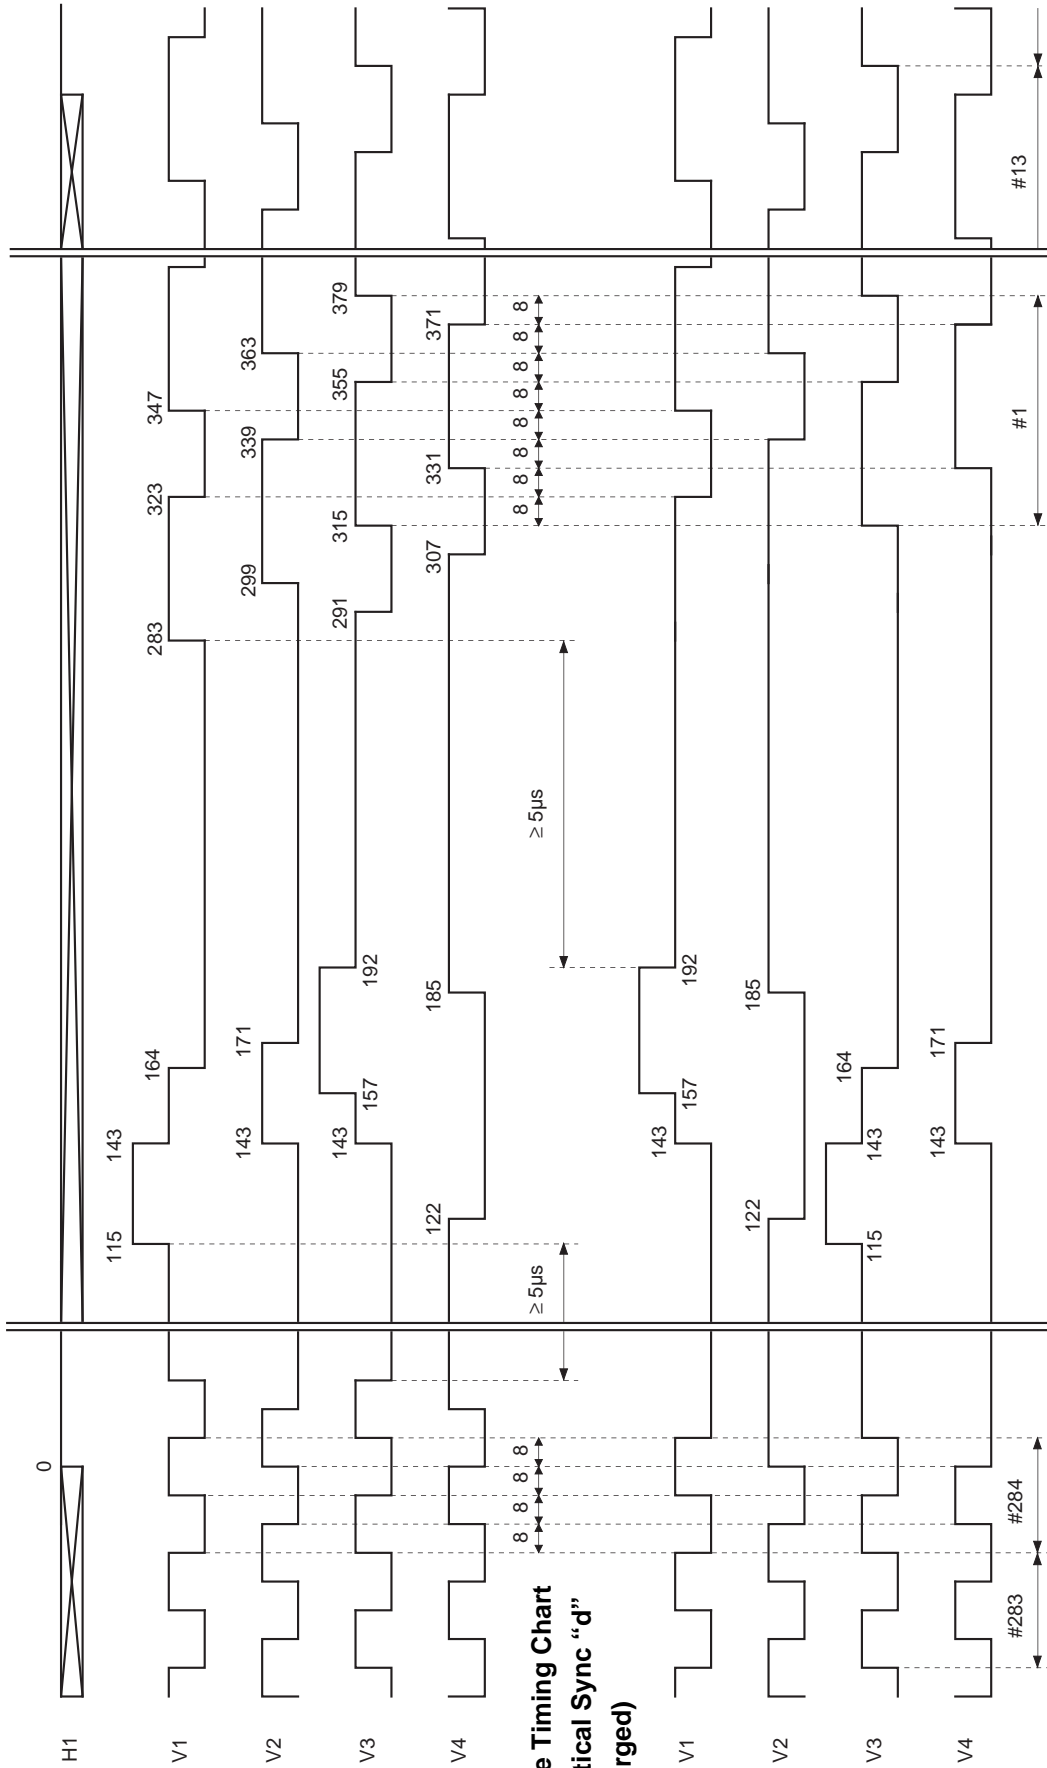 0
H1
115 143 164 283 323 347
V1
143 171 299 339 363
V2
143 157 192 291 315 355 379
V3
122 185 307 331 371
V4
8 8 8 8 ≥ 5µs ≥ 5µs 8 8 8 8 8 8 8 8
e Timing Chart
tical Sync “d”
rged)
143 157 192
V1
122 185
V2
115 143 164
V3
143 171
V4
#283 #284 #1 #13